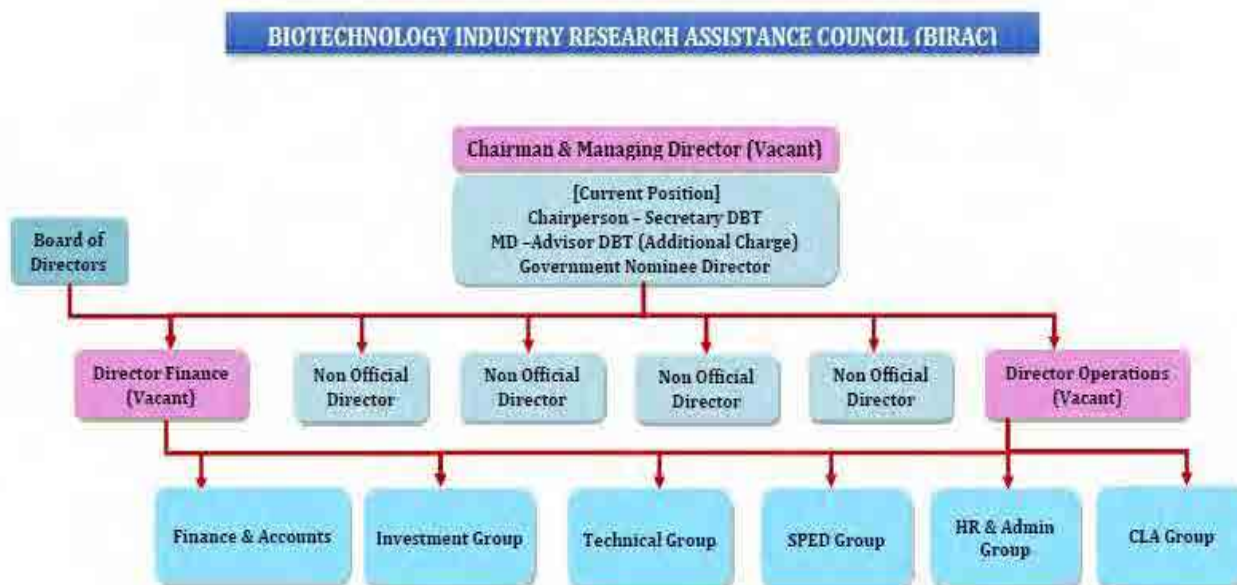 BIOTECHNOLOGY INDUSTRY RESEARCH ASSISTANCE COUNCIL (BIRAC)
Chairman & Managing Director (Vacant)
[Current Position]
Chairperson – Secretary DBT
MD –Advisor DBT (Additional Charge)
Government Nominee Director
Board of
Directors
Director Finance
(Vacant)
Non Official
Director
Non Official
Director
Non Official
Director
Non Official
Director
Director Operations
(Vacant)
Finance & Accounts
Investment Group
Technical Group
SPED Group
HR & Admin
Group
CLA Group